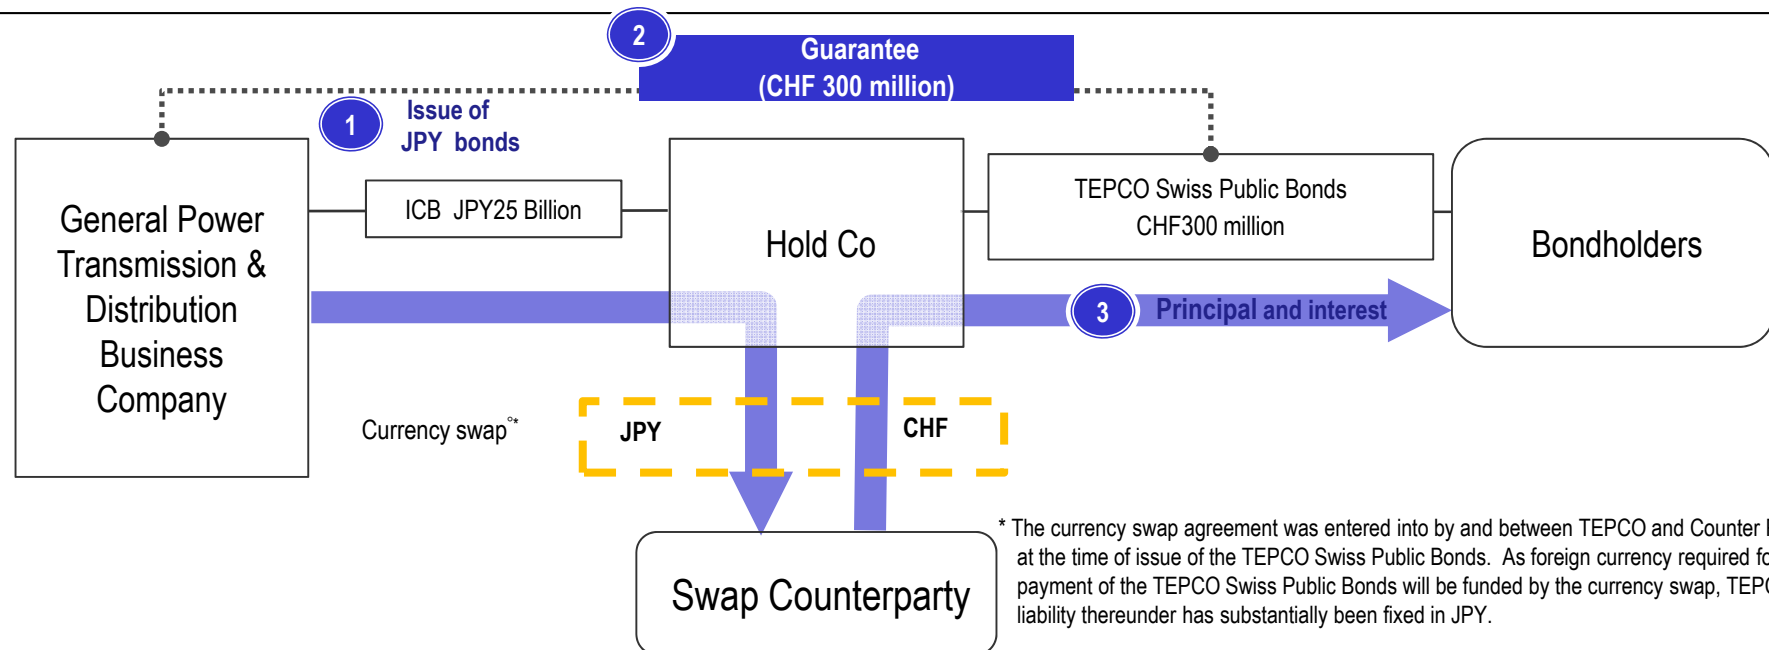 2
Guarantee
(CHF 300 million)
1
Issue of
JPY bonds
General Power
Transmission &
Distribution
Business
Company
ICB JPY25 Billion
Hold Co
TEPCO Swiss Public Bonds
CHF300 million
Bondholders
3
Principal and interest
Currency swap°*
JPY
CHF
Swap Counterparty
* The currency swap agreement was entered into by and between TEPCO and Counter
at the time of issue of the TEPCO Swiss Public Bonds. As foreign currency required
payment of the TEPCO Swiss Public Bonds will be funded by the currency swap,
liability thereunder has substantially been fixed in JPY.